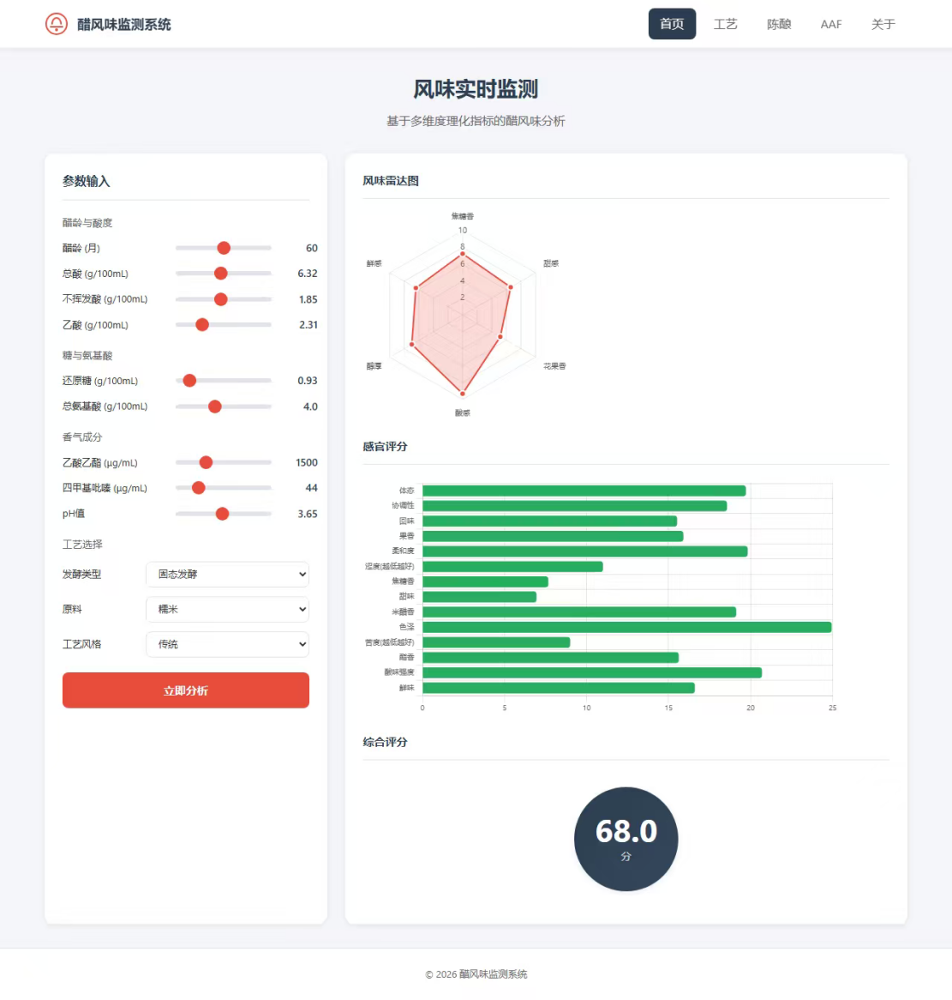 醋风味监测系统
首页 工艺 陈酿 AAF 关于
风味实时监测
基于多维度理化指标的醋风味分析
参数输入
醋龄与酸度
醋龄 (月) 60
总酸 (g/100mL) 6.32
不挥发酸 (g/100mL) 1.85
乙酸 (g/100mL) 2.31
糖与氨基酸
还原糖 (g/100mL) 0.93
总氨基酸 (g/100mL) 4.0
香气成分
乙酸乙酯 (μg/mL) 1500
四甲基吡嗪 (μg/mL) 44
pH值 3.65
工艺选择
发酵类型 固态发酵
原料 糯米
工艺风格 传统
立即分析
风味雷达图
焦糖香
10
8
鲜感 甜感
6
4
2
醇厚 花果香
酸感
感官评分
体态
协调性
回味
果香
柔和度
涩度(越低越好)
焦糖香
甜味
米醋香
色泽
苦度(越低越好)
醋香
酸味强度
鲜味
0 5 10 15 20 25
综合评分
68.0
分
© 2026 醋风味监测系统